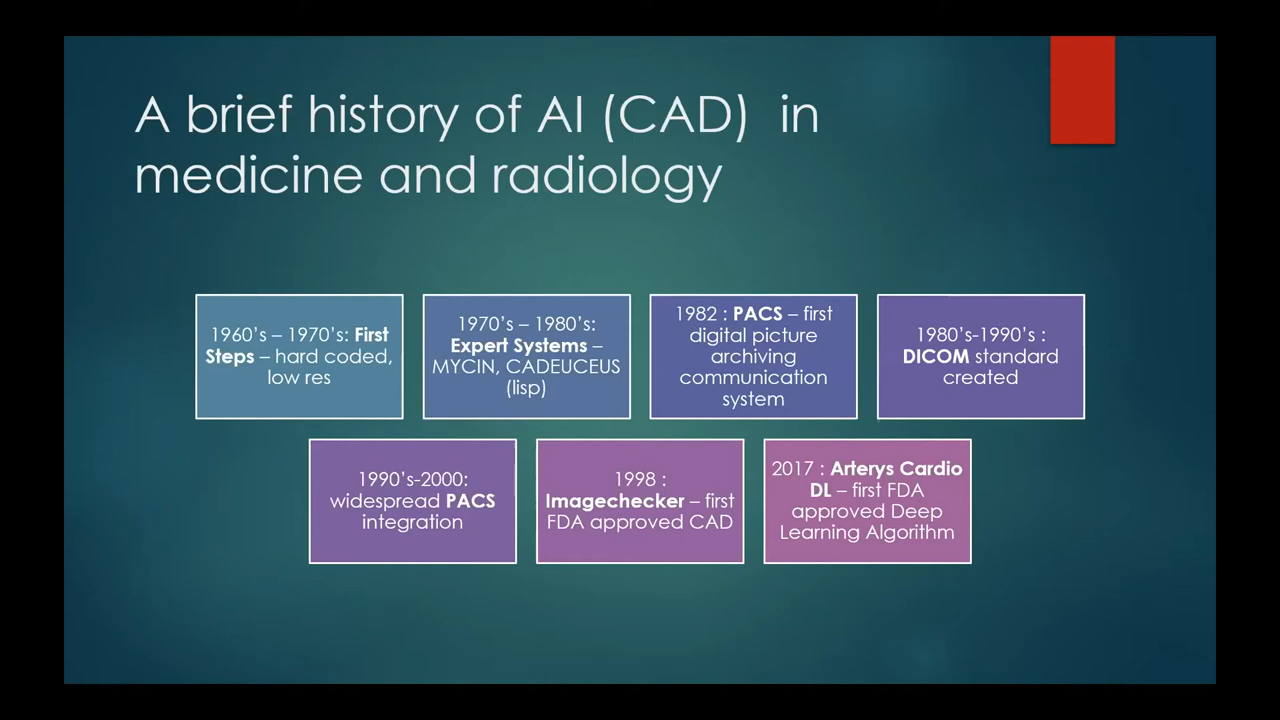 A brief history of AI (CAD)  in
medicine and radiology
1960’s – 1970’s: First
Steps – hard coded,
low res
1970’s – 1980’s:
Expert Systems –
MYCIN, CADEUCEUS
(lisp)
1982 : PACS – first
digital picture
archiving
communication
system
1980’s-1990’s :
DICOM standard
created
1990’s-2000:
widespread PACS
integration
1998 :
Imagechecker – first
FDA approved CAD
2017 : Arterys Cardio
DL – first FDA
approved Deep
Learning Algorithm